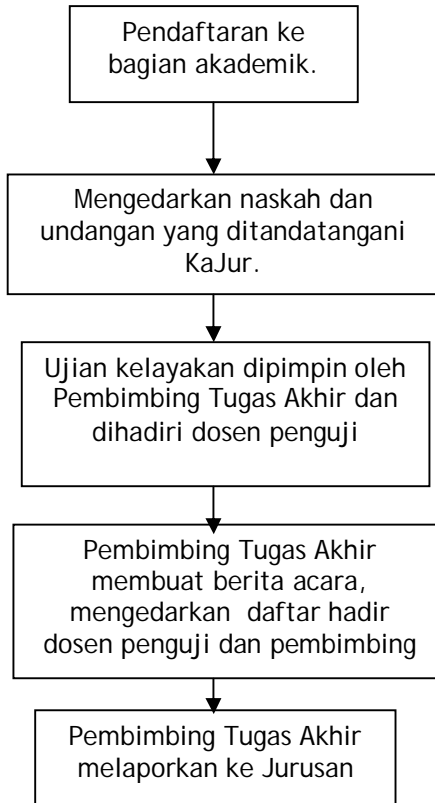 Pendaftaran ke
bagian akademik.
Mengedarkan naskah dan
undangan yang ditandatangani
KaJur.
Ujian kelayakan dipimpin oleh
Pembimbing Tugas Akhir dan
dihadiri dosen penguji
Pembimbing Tugas Akhir
membuat berita acara,
mengedarkan daftar hadir
dosen penguji dan pembimbing
Pembimbing Tugas Akhir
melaporkan ke Jurusan